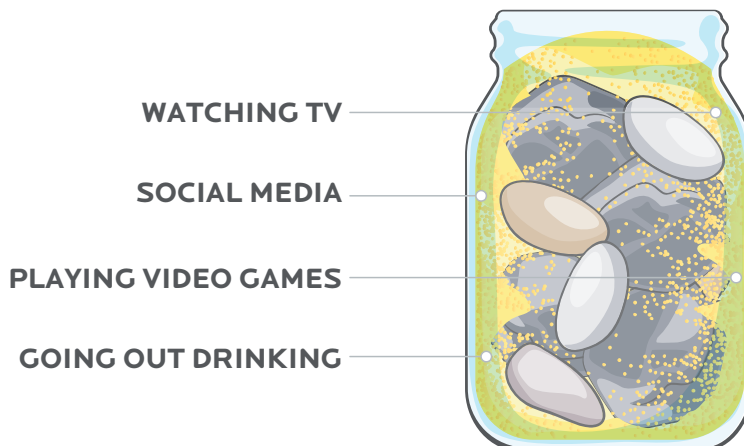 WATCHING TV
SOCIAL MEDIA
PLAYING VIDEO GAMES
GOING OUT DRINKING